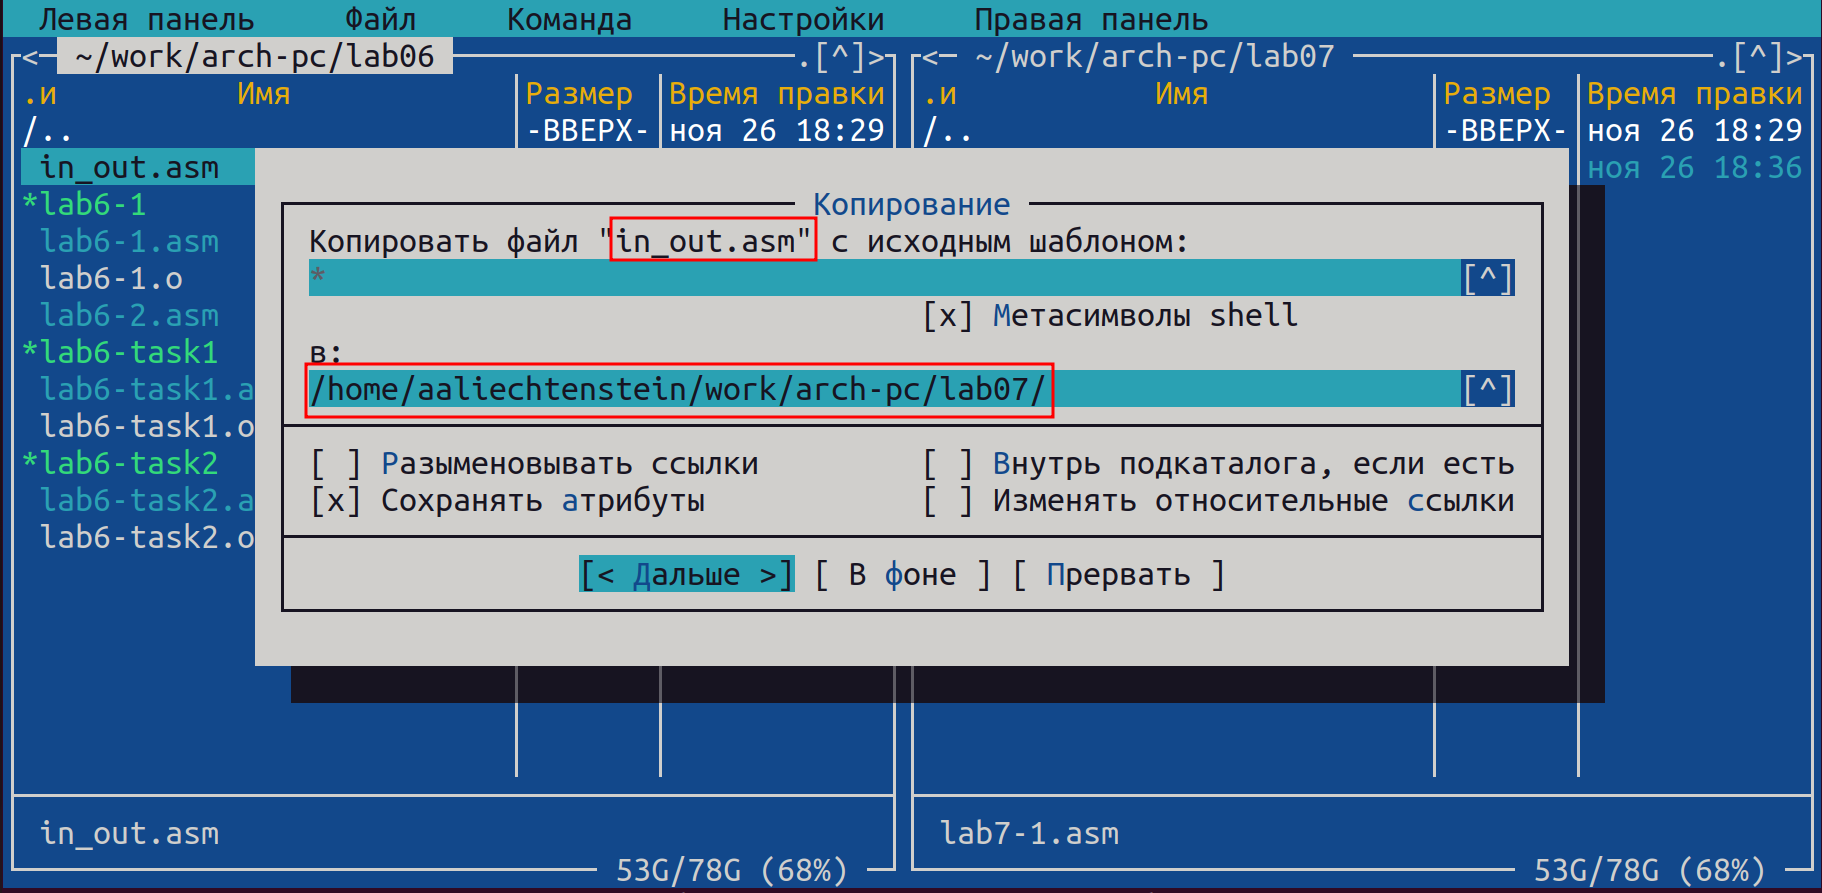 Левая панель Файл Команда Настройки Правая панель
<─ ~/work/arch-pc/lab06 ─.[^]> <─ ~/work/arch-pc/lab07 ─.[^]>
.и Имя Размер Время правки .и Имя Размер Время правки
/.. -ВВЕРХ- ноя 26 18:29 /.. -ВВЕРХ- ноя 26 18:29
in_out.asm ноя 26 18:36
*lab6-1 Копирование
lab6-1.asm Копировать файл "in_out.asm" с исходным шаблоном:
lab6-1.o * [^]
lab6-2.asm [x] Метасимволы shell
*lab6-task1 в:
lab6-task1.a /home/aaliechtenstein/work/arch-pc/lab07/ [^]
lab6-task1.o
*lab6-task2 [ ] Разыменовывать ссылки [ ] Внутрь подкаталога, если есть
lab6-task2.a [x] Сохранять атрибуты [ ] Изменять относительные ссылки
lab6-task2.o
[< Дальше >] [ В фоне ] [ Прервать ]
in_out.asm lab7-1.asm
53G/78G (68%) 53G/78G (68%)